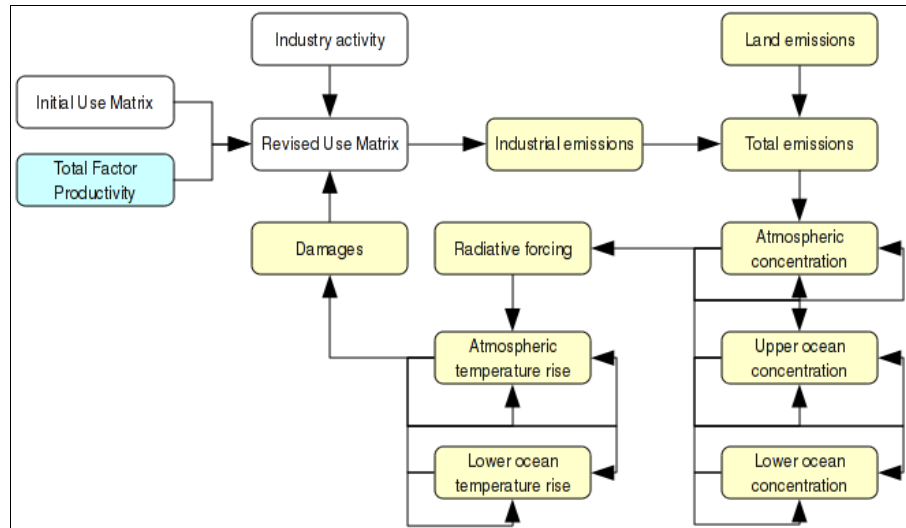 Industry activity
Land emissions
Initial Use Matrix
Revised Use Matrix
Industrial emissions
Total emissions
Total Factor
Productivity
Damages
Radiative forcing
Atmospheric
concentration
Atmospheric
temperature rise
Upper ocean
concentration
Lower ocean
temperature rise
Lower ocean
concentration